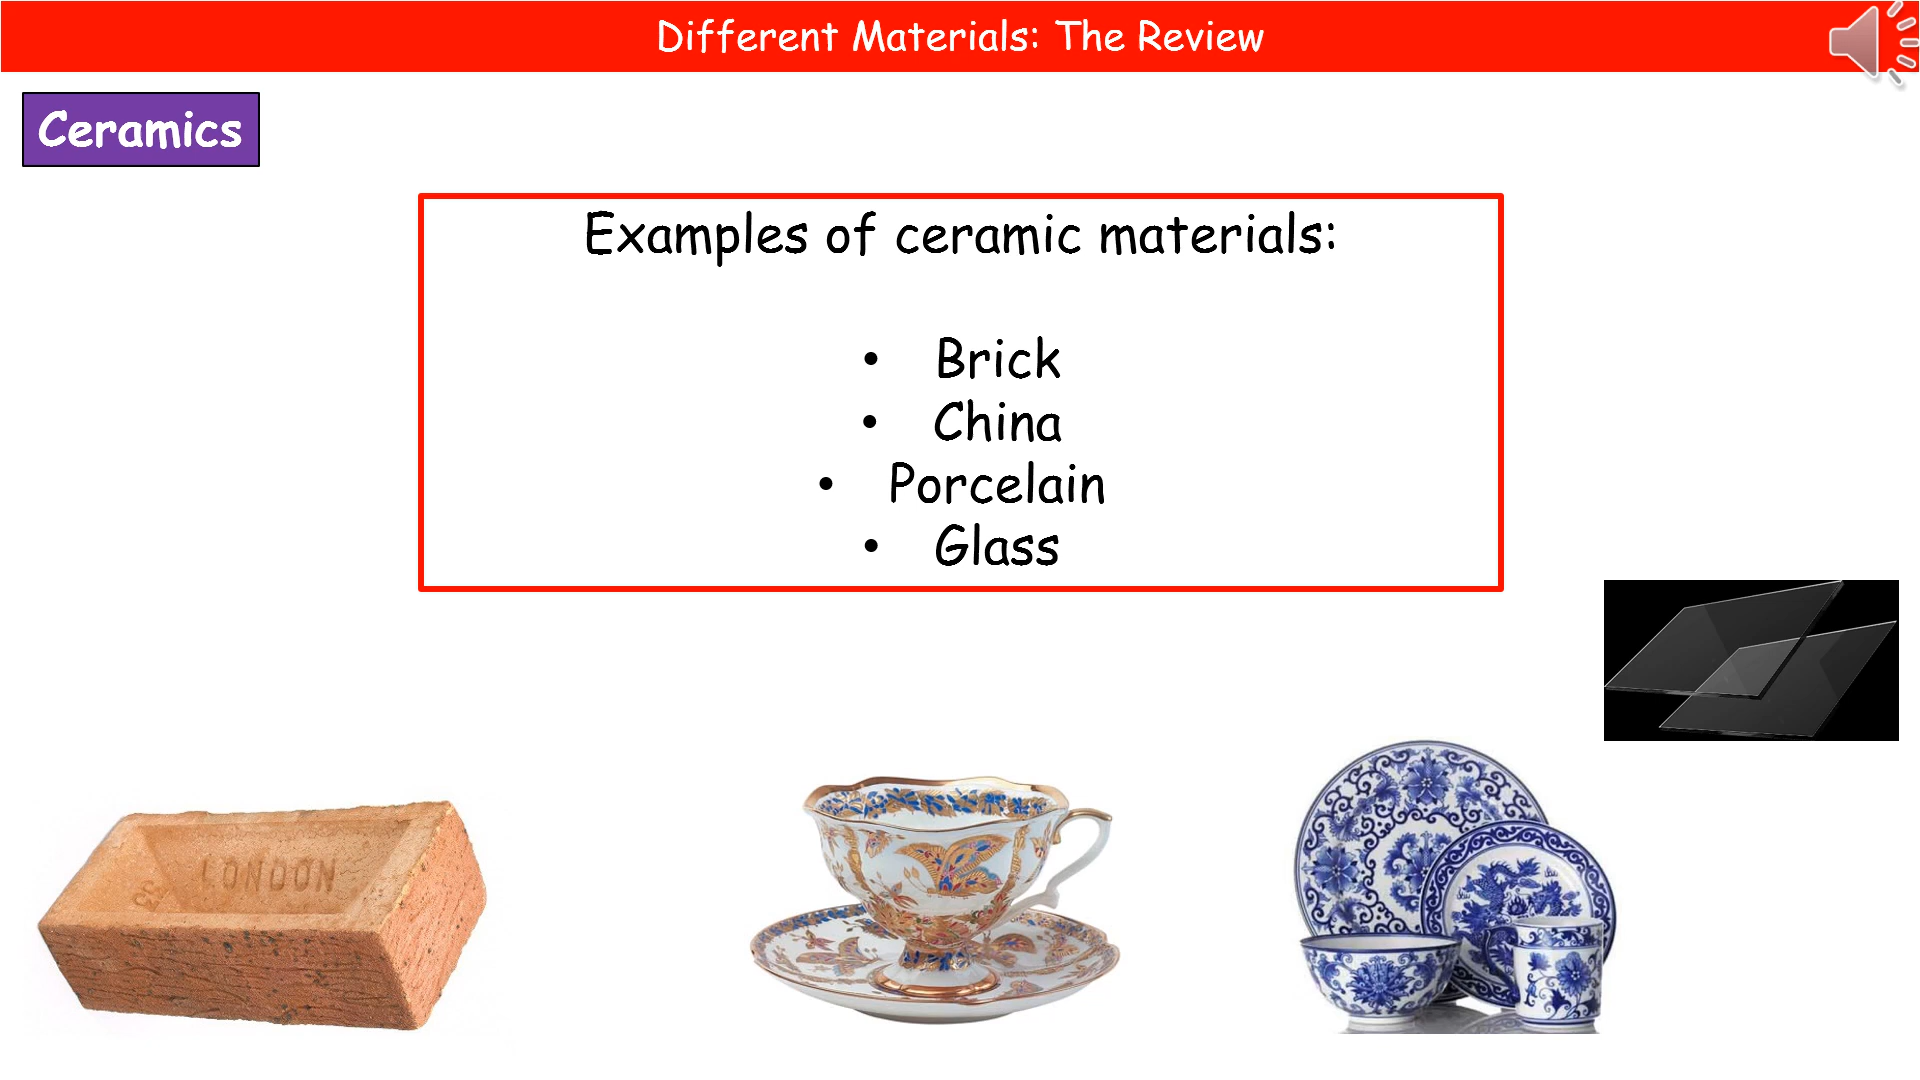 Different Materials: The Review
Ceramics
Examples of ceramic materials:
• Brick
• China
• Porcelain
• Glass
LONDON